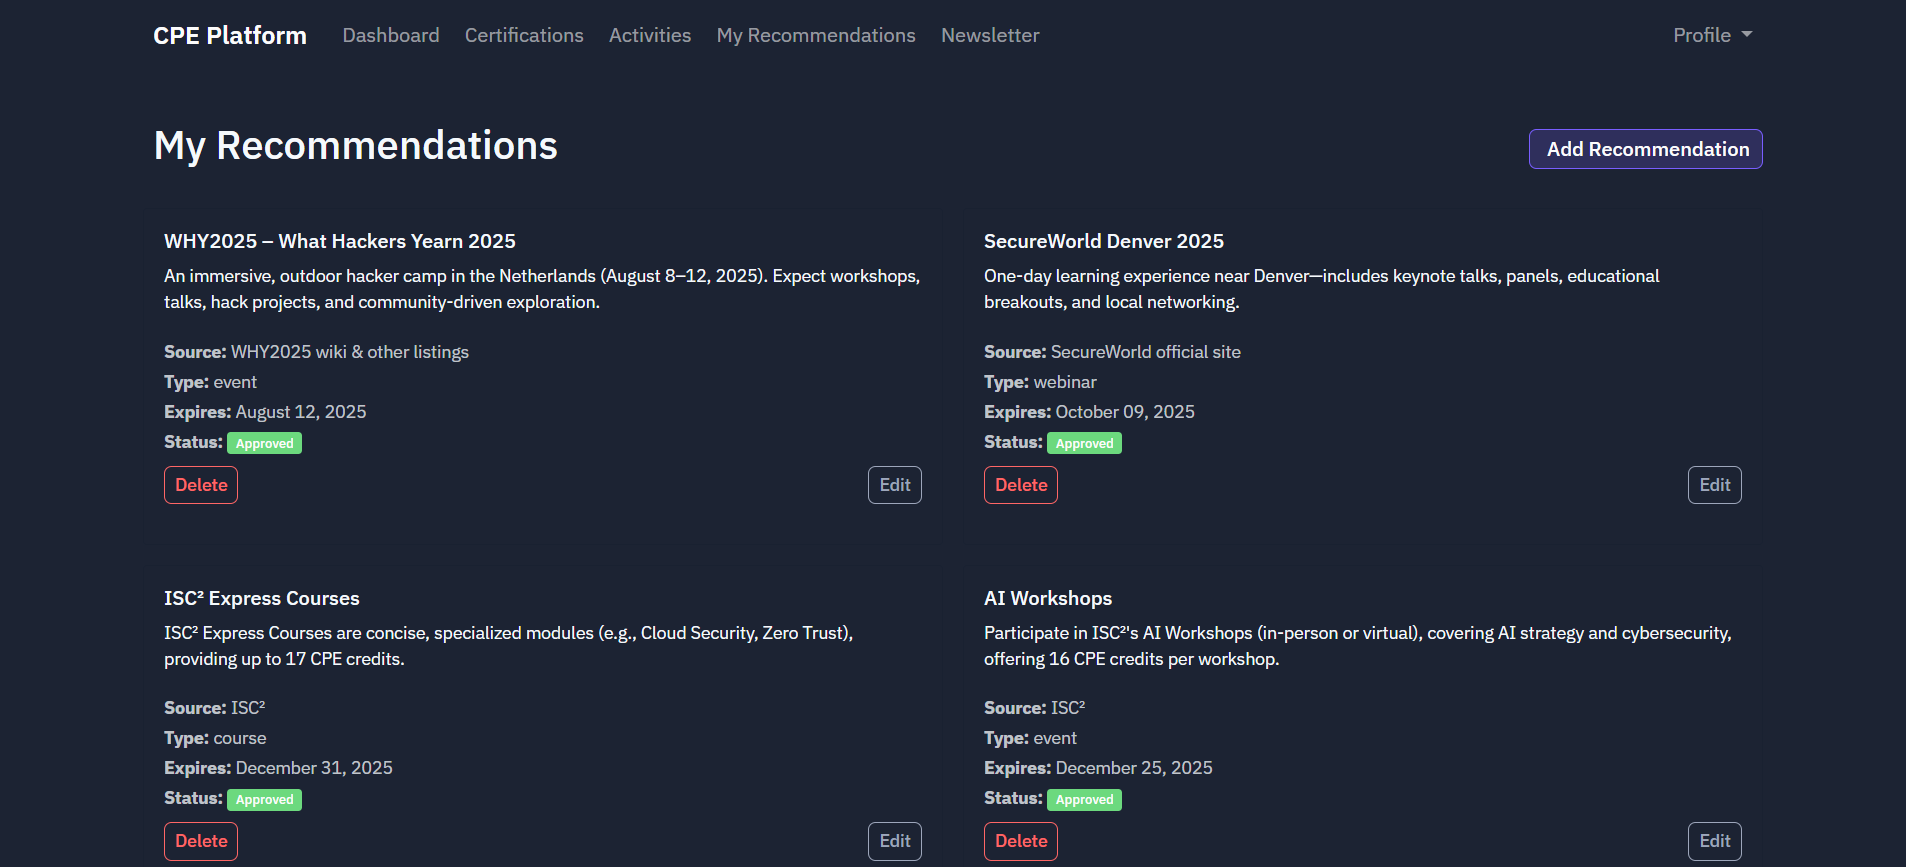 CPE Platform Dashboard Certifications Activities My Recommendations Newsletter Profile
My Recommendations
Add Recommendation
WHY2025 – What Hackers Yearn 2025
An immersive, outdoor hacker camp in the Netherlands (August 8–12, 2025). Expect workshops,
talks, hack projects, and community-driven exploration.
Source: WHY2025 wiki & other listings
Type: event
Expires: August 12, 2025
Status: Approved
Delete Edit
SecureWorld Denver 2025
One-day learning experience near Denver—includes keynote talks, panels, educational
breakouts, and local networking.
Source: SecureWorld official site
Type: webinar
Expires: October 09, 2025
Status: Approved
Delete Edit
ISC² Express Courses
ISC² Express Courses are concise, specialized modules (e.g., Cloud Security, Zero Trust),
providing up to 17 CPE credits.
Source: ISC²
Type: course
Expires: December 31, 2025
Status: Approved
Delete Edit
AI Workshops
Participate in ISC²'s AI Workshops (in-person or virtual), covering AI strategy and cybersecurity,
offering 16 CPE credits per workshop.
Source: ISC²
Type: event
Expires: December 25, 2025
Status: Approved
Delete Edit